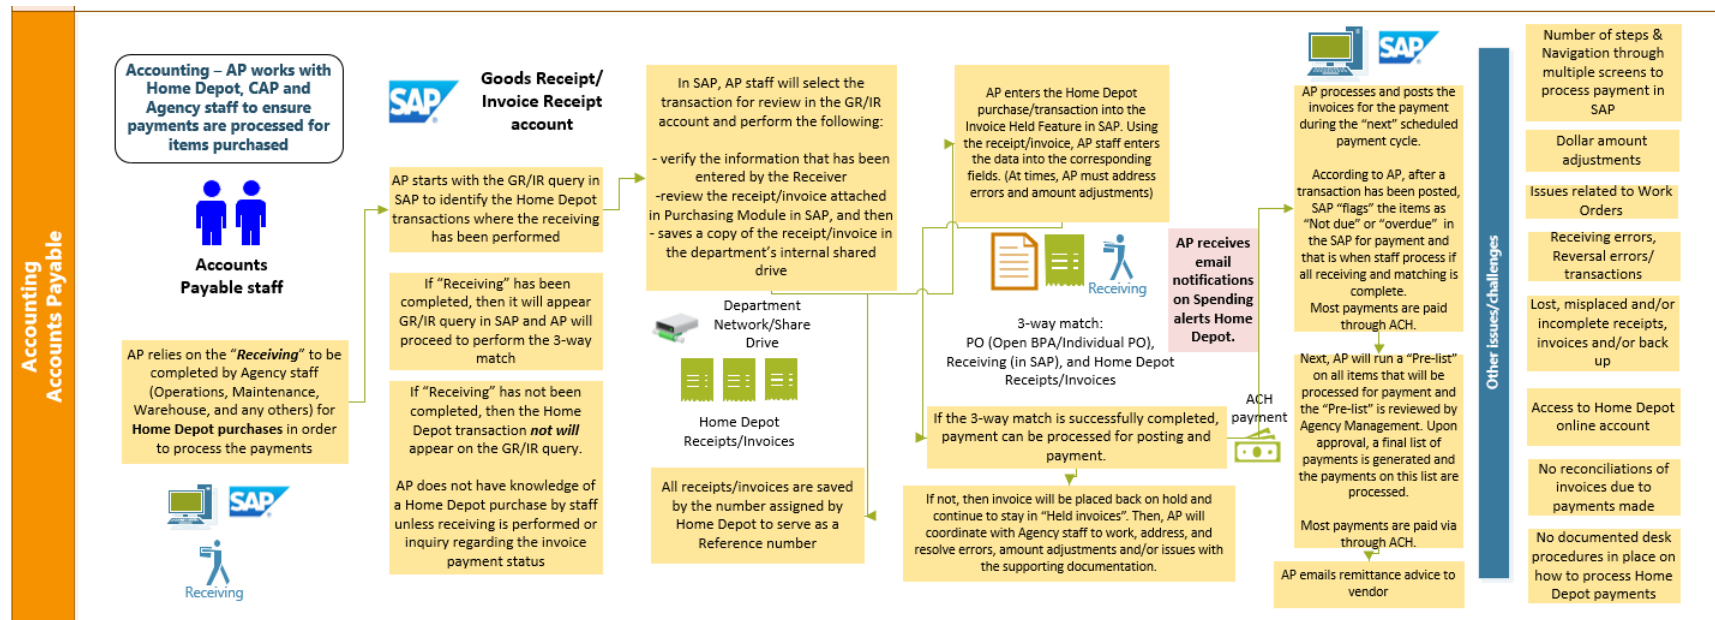 Accounting
Accounts Payable
Accounting – AP works with
Home Depot, CAP and
Agency staff to ensure
payments are processed for
items purchased
Accounts
Payable staff
AP relies on the “Receiving” to be
completed by Agency staff
(Operations, Maintenance,
Warehouse, and any others) for
Home Depot purchases in order
to process the payments
SAP
Receiving
SAP
Goods Receipt/
Invoice Receipt
account
AP starts with the GR/IR query in
SAP to identify the Home Depot
transactions where the receiving
has been performed
If “Receiving” has been
completed, then it will appear
GR/IR query in SAP and AP will
proceed to perform the 3-way
match
If “Receiving” has not been
completed, then the Home
Depot transaction not will
appear on the GR/IR query.
AP does not have knowledge of
a Home Depot purchase by staff
unless receiving is performed or
inquiry regarding the invoice
payment status
In SAP, AP staff will select the
transaction for review in the GR/IR
account and perform the following:
- verify the information that has been
entered by the Receiver
-review the receipt/invoice attached
in Purchasing Module in SAP, and then
- saves a copy of the receipt/invoice in
the department’s internal shared
drive
Department
Network/Share
Drive
Home Depot
Receipts/Invoices
All receipts/invoices are saved
by the number assigned by
Home Depot to serve as a
Reference number
AP enters the Home Depot
purchase/transaction into the
Invoice Held Feature in SAP. Using
the receipt/invoice, AP staff enters
the data into the corresponding
fields. (At times, AP must address
errors and amount adjustments)
Receiving
3-way match:
PO (Open BPA/Individual PO),
Receiving (in SAP), and Home Depot
Receipts/Invoices
If the 3-way match is successfully completed,
payment can be processed for posting and
payment.
If not, then invoice will be placed back on hold and
continue to stay in “Held invoices”. Then, AP will
coordinate with Agency staff to work, address, and
resolve errors, amount adjustments and/or issues with
the supporting documentation.
AP receives
email
notifications
on Spending
alerts Home
Depot.
ACH
payment
SAP
AP processes and posts the
invoices for the payment
during the “next” scheduled
payment cycle.
According to AP, after a
transaction has been posted,
SAP “flags” the items as
“Not due” or “overdue” in
the SAP for payment and
that is when staff process if
all receiving and matching is
complete.
Most payments are paid
through ACH.
Next, AP will run a “Pre-list”
on all items that will be
processed for payment and
the “Pre-list” is reviewed by
Agency Management. Upon
approval, a final list of
payments is generated and
the payments on this list are
processed.
Most payments are paid via
through ACH.
AP emails remittance advice to
vendor
Other issues/challenges
Number of steps &
Navigation through
multiple screens to
process payment in
SAP
Dollar amount
adjustments
Issues related to Work
Orders
Receiving errors,
Reversal errors/
transactions
Lost, misplaced and/or
incomplete receipts,
invoices and/or back
up
Access to Home Depot
online account
No reconciliations of
invoices due to
payments made
No documented desk
procedures in place on
how to process Home
Depot payments